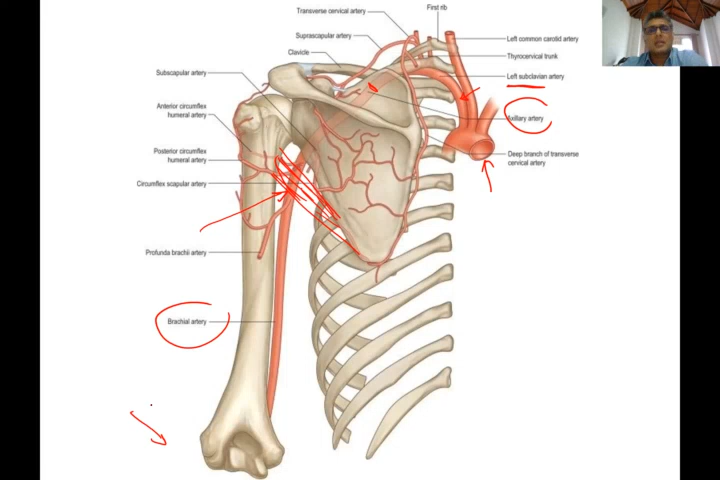 First rib
Transverse cervical artery
Suprascapular artery
Left common carotid artery
Clavicle
Thyrocervical trunk
Subscapular artery
Left subclavian artery
Anterior circumflex
humeral artery
Axillary artery
Posterior circumflex
humeral artery
Deep branch of transverse
cervical artery
Circumflex scapular artery
Profunda brachii artery
Brachial artery